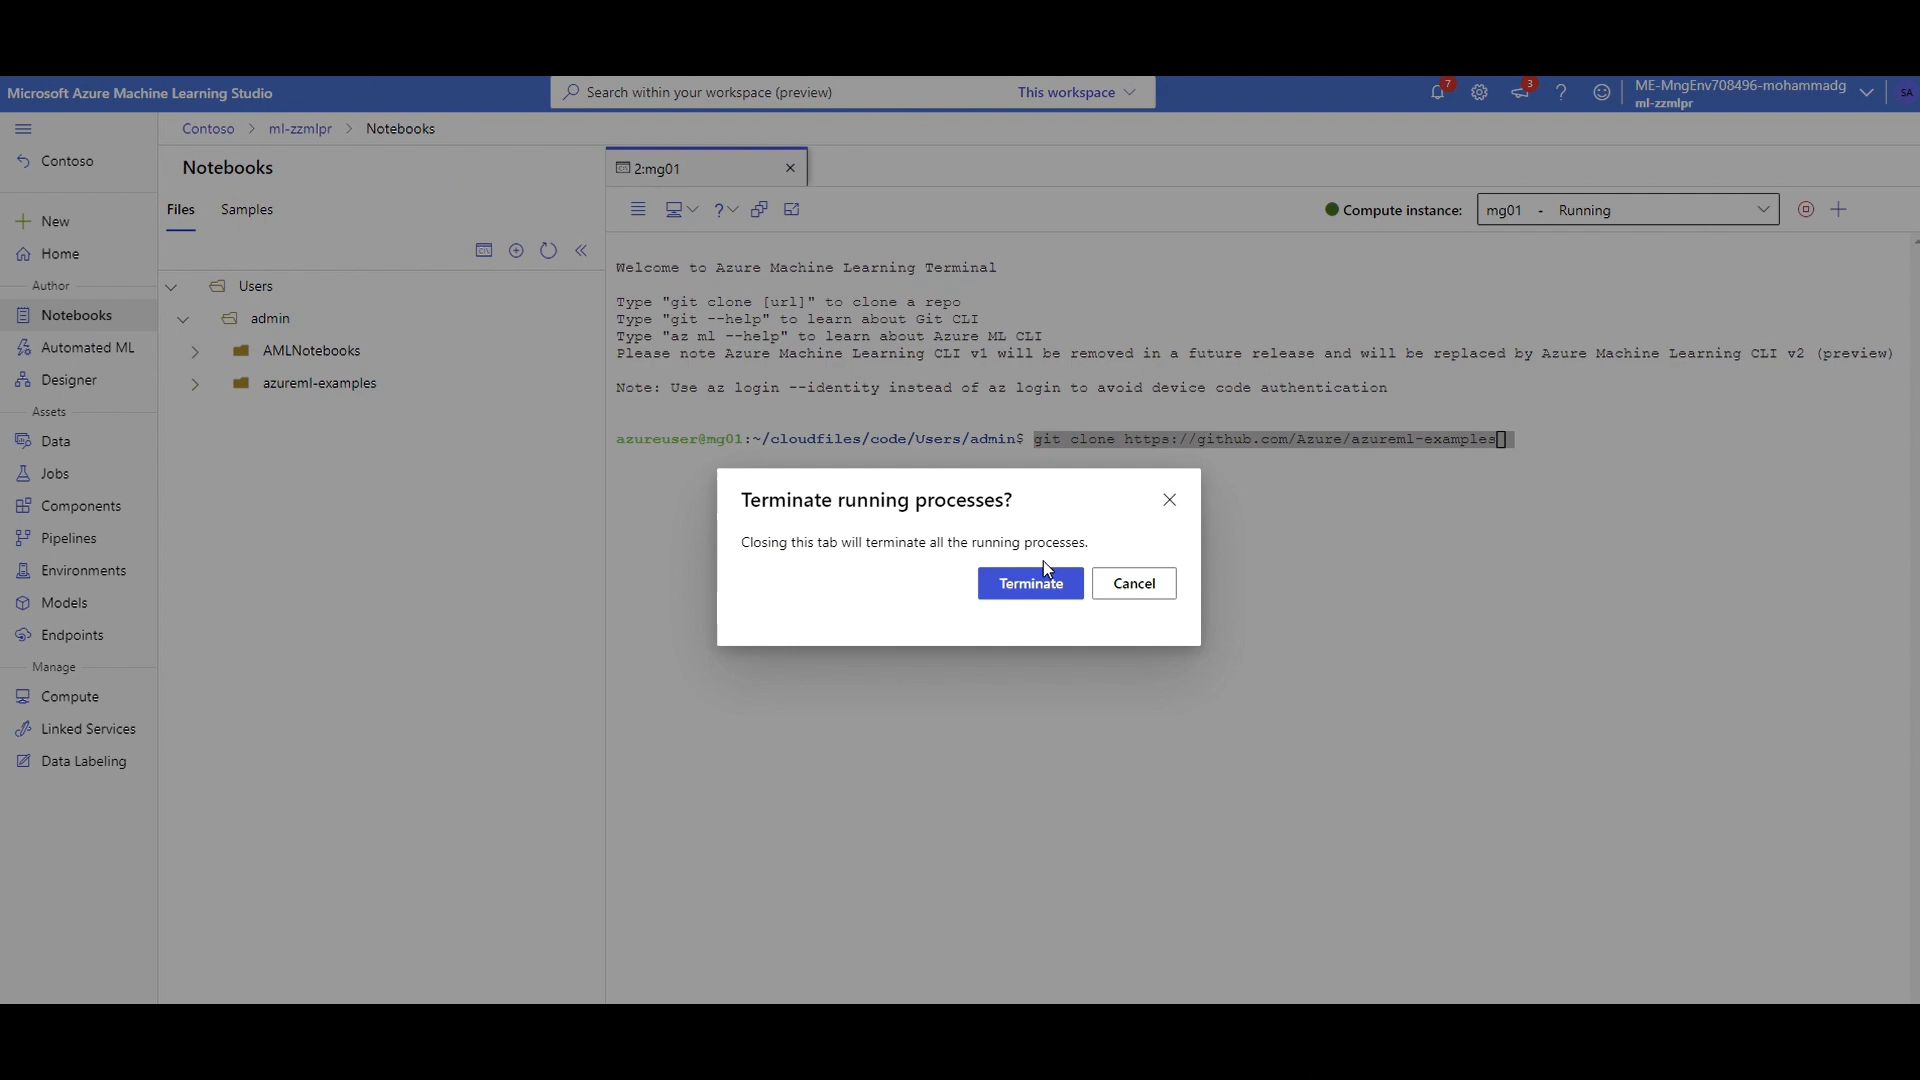 Microsoft Azure Machine Learning Studio
Search within your workspace (preview)
This workspace
7
3
?
ME-MngEnv708496-mohammadg
ml-zzmlpr
SA
Contoso > ml-zzmlpr > Notebooks
Contoso
New
Home
Author
Notebooks
Automated ML
Designer
Assets
Data
Jobs
Components
Pipelines
Environments
Models
Endpoints
Manage
Compute
Linked Services
Data Labeling
Notebooks
Files
Samples
Users
admin
AMLNotebooks
azureml-examples
2:mg01
?
Compute instance:
mg01 - Running
Welcome to Azure Machine Learning Terminal
Type "git clone [url]" to clone a repo
Type "git --help" to learn about Git CLI
Type "az ml --help" to learn about Azure ML CLI
Please note Azure Machine Learning CLI v1 will be removed in a future release and will be replaced by Azure Machine Learning CLI v2 (preview)
Note: Use az login --identity instead of az login to avoid device code authentication
azureuser@mg01:~/cloudfiles/code/Users/admin$ git clone https://github.com/Azure/azureml-examples
Terminate running processes?
Closing this tab will terminate all the running processes.
Terminate
Cancel